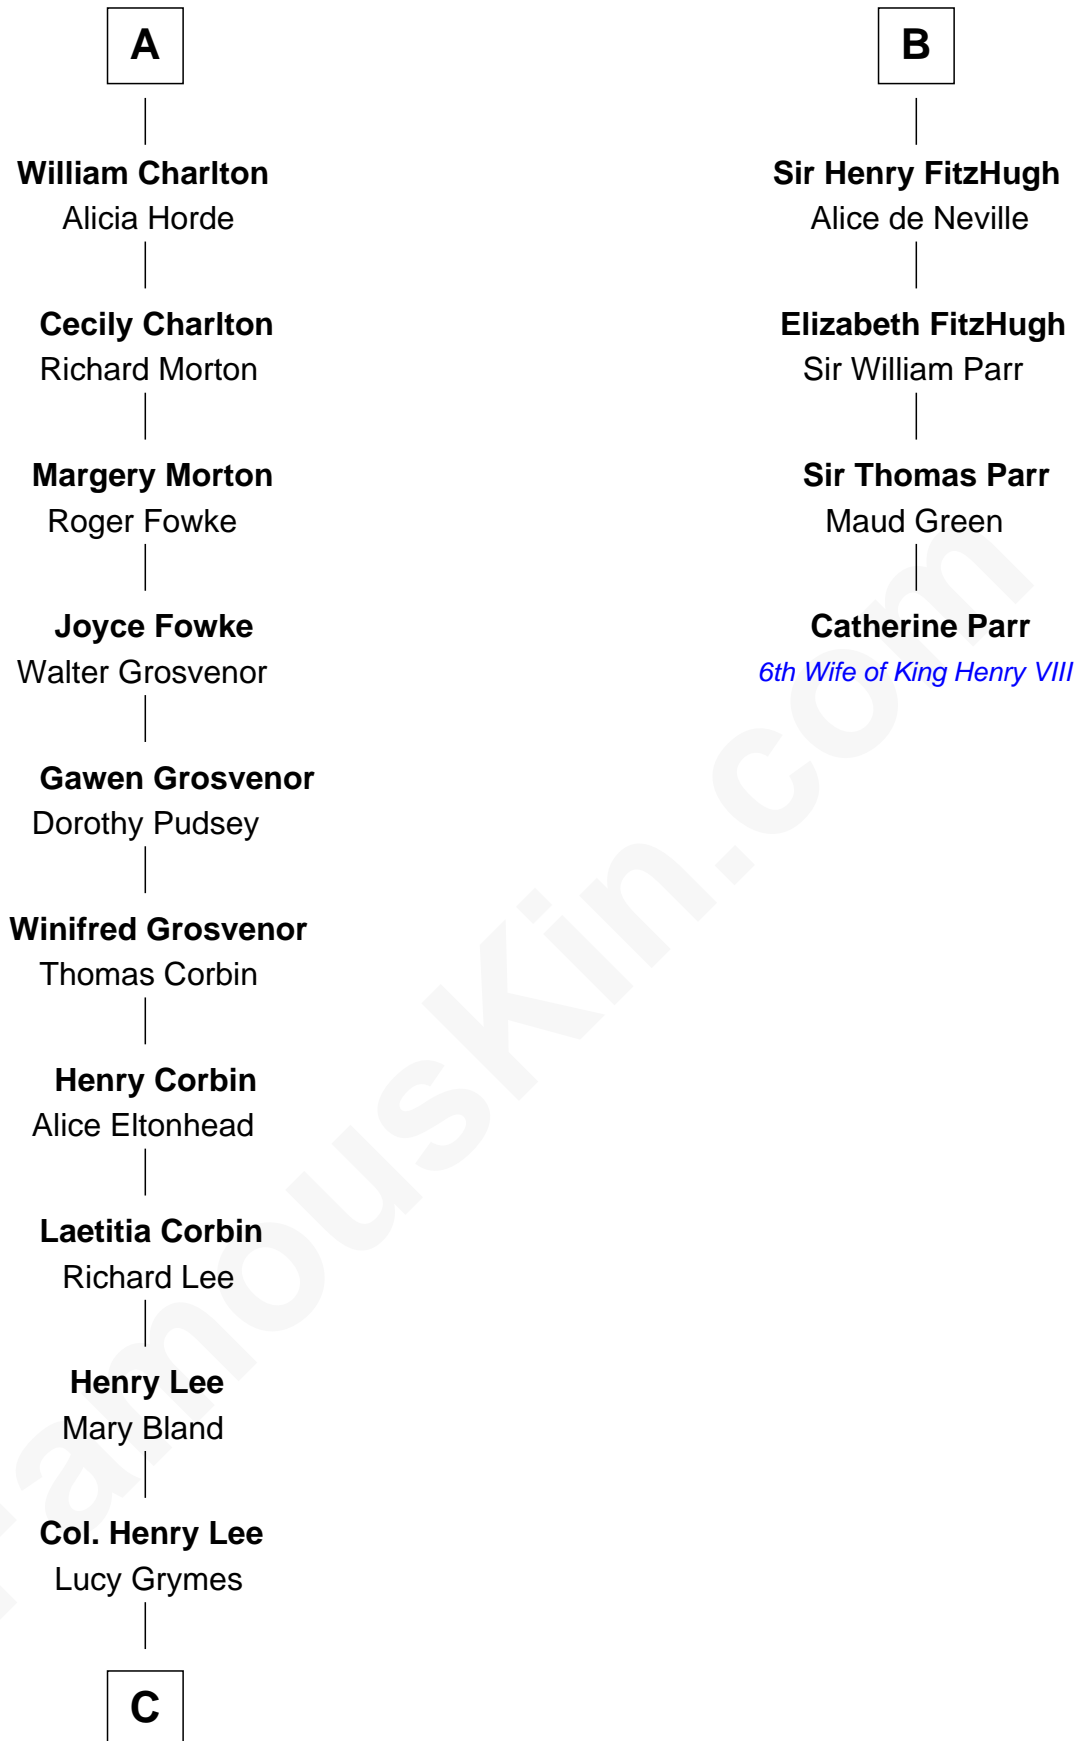 A
William Charlton
Alicia Horde
Cecily Charlton
Richard Morton
Margery Morton
Roger Fowke
Joyce Fowke
Walter Grosvenor
Gawen Grosvenor
Dorothy Pudsey
Winifred Grosvenor
Thomas Corbin
Henry Corbin
Alice Eltonhead
Laetitia Corbin
Richard Lee
Henry Lee
Mary Bland
Col. Henry Lee
Lucy Grymes
C
B
Sir Henry FitzHugh
Alice de Neville
Elizabeth FitzHugh
Sir William Parr
Sir Thomas Parr
Maud Green
Catherine Parr
6th Wife of King Henry VIII
FamousKin.com